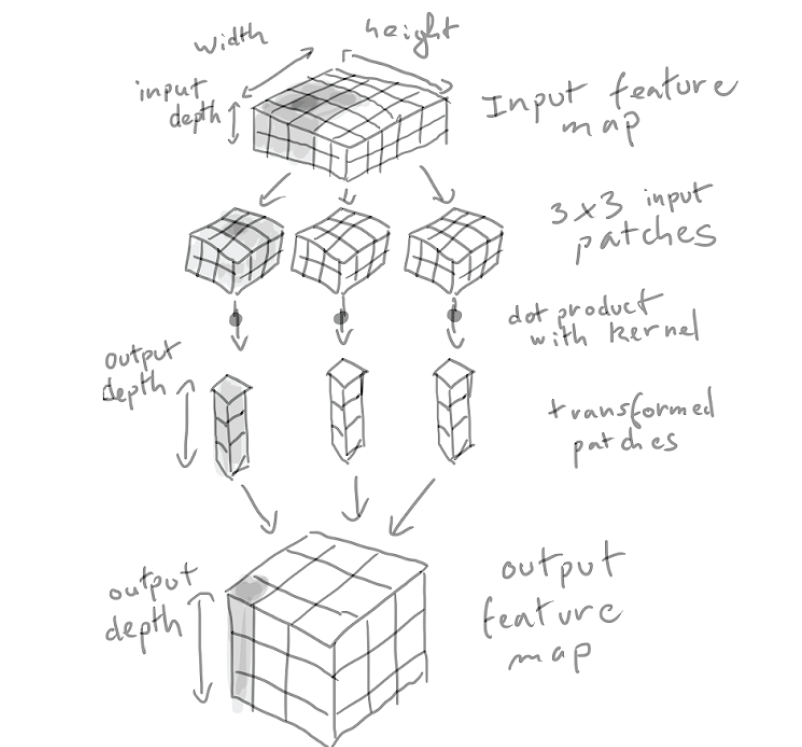 width
height
input
depth
Input feature
map
3x3 input
patches
dot product
with kernel
output
depth
transformed
patches
output
depth
output
feature
map